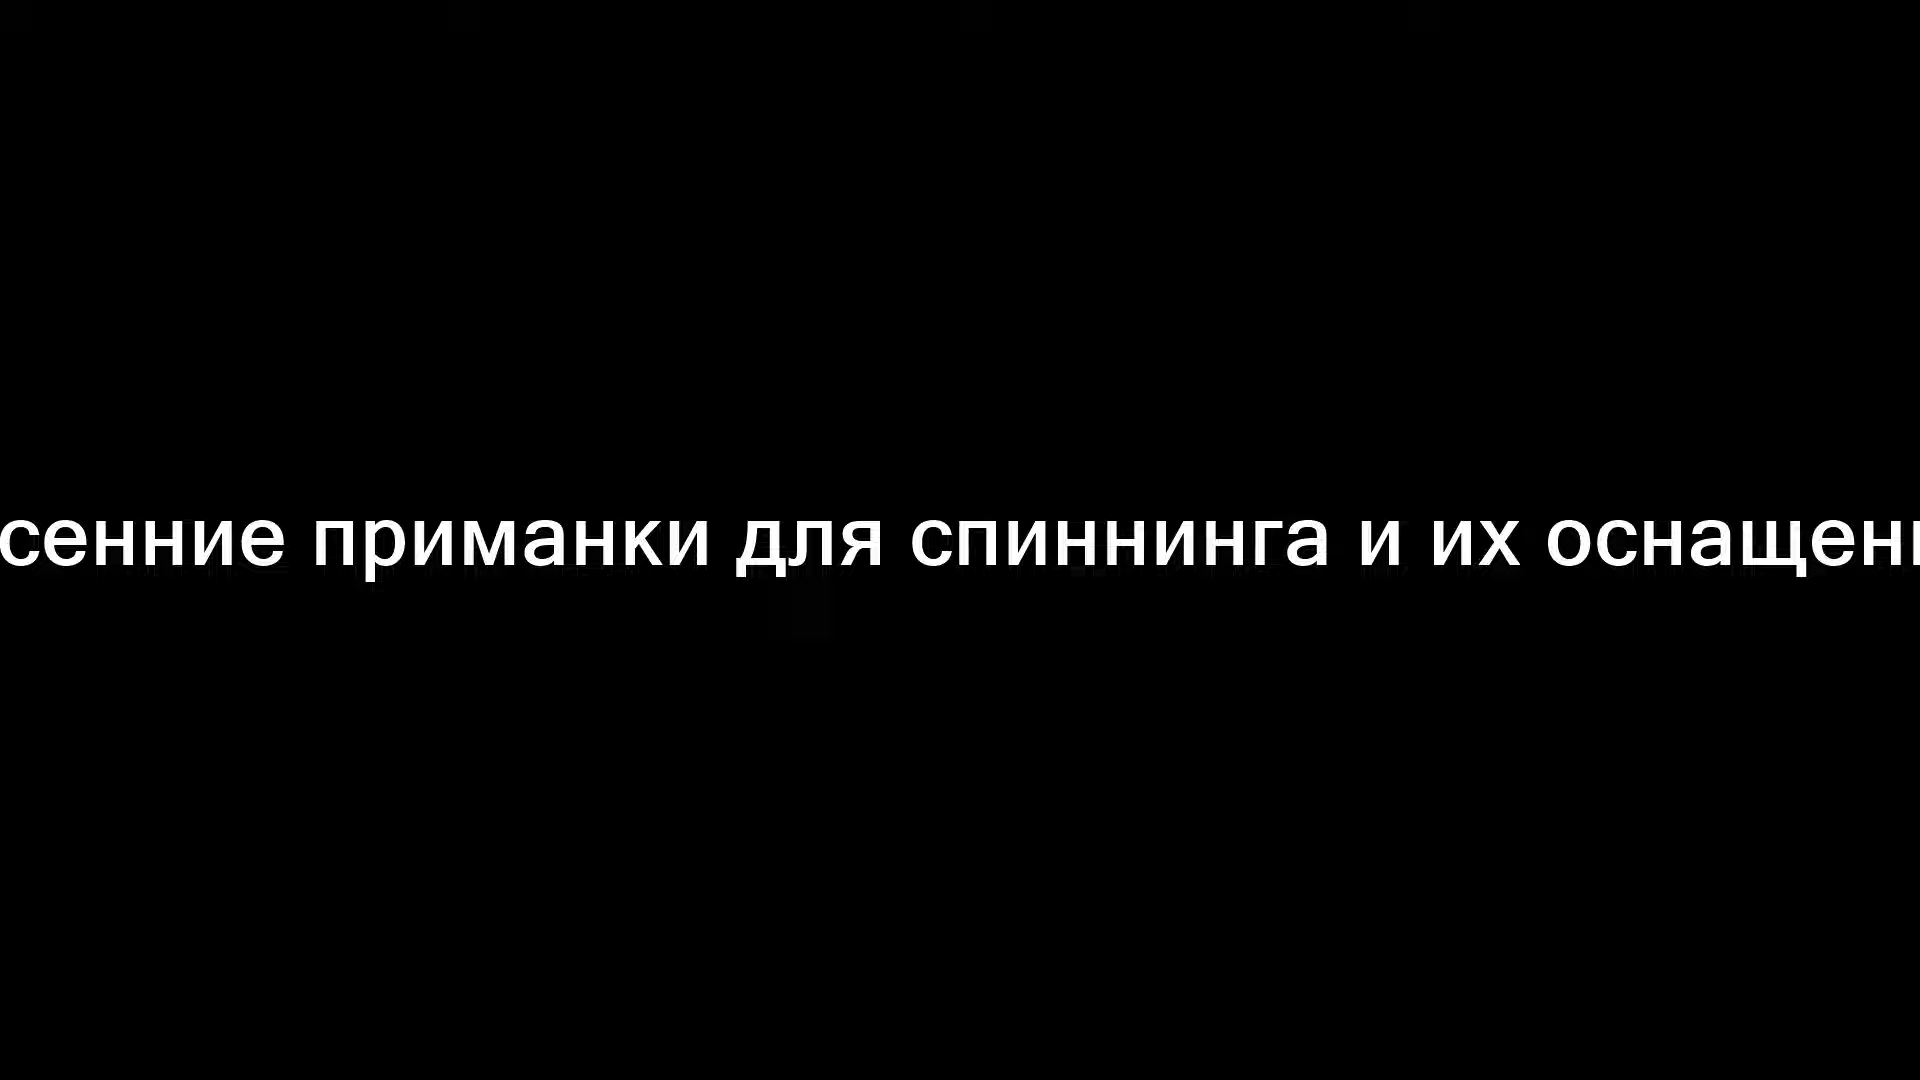 сенние приманки для спиннинга и их оснащен